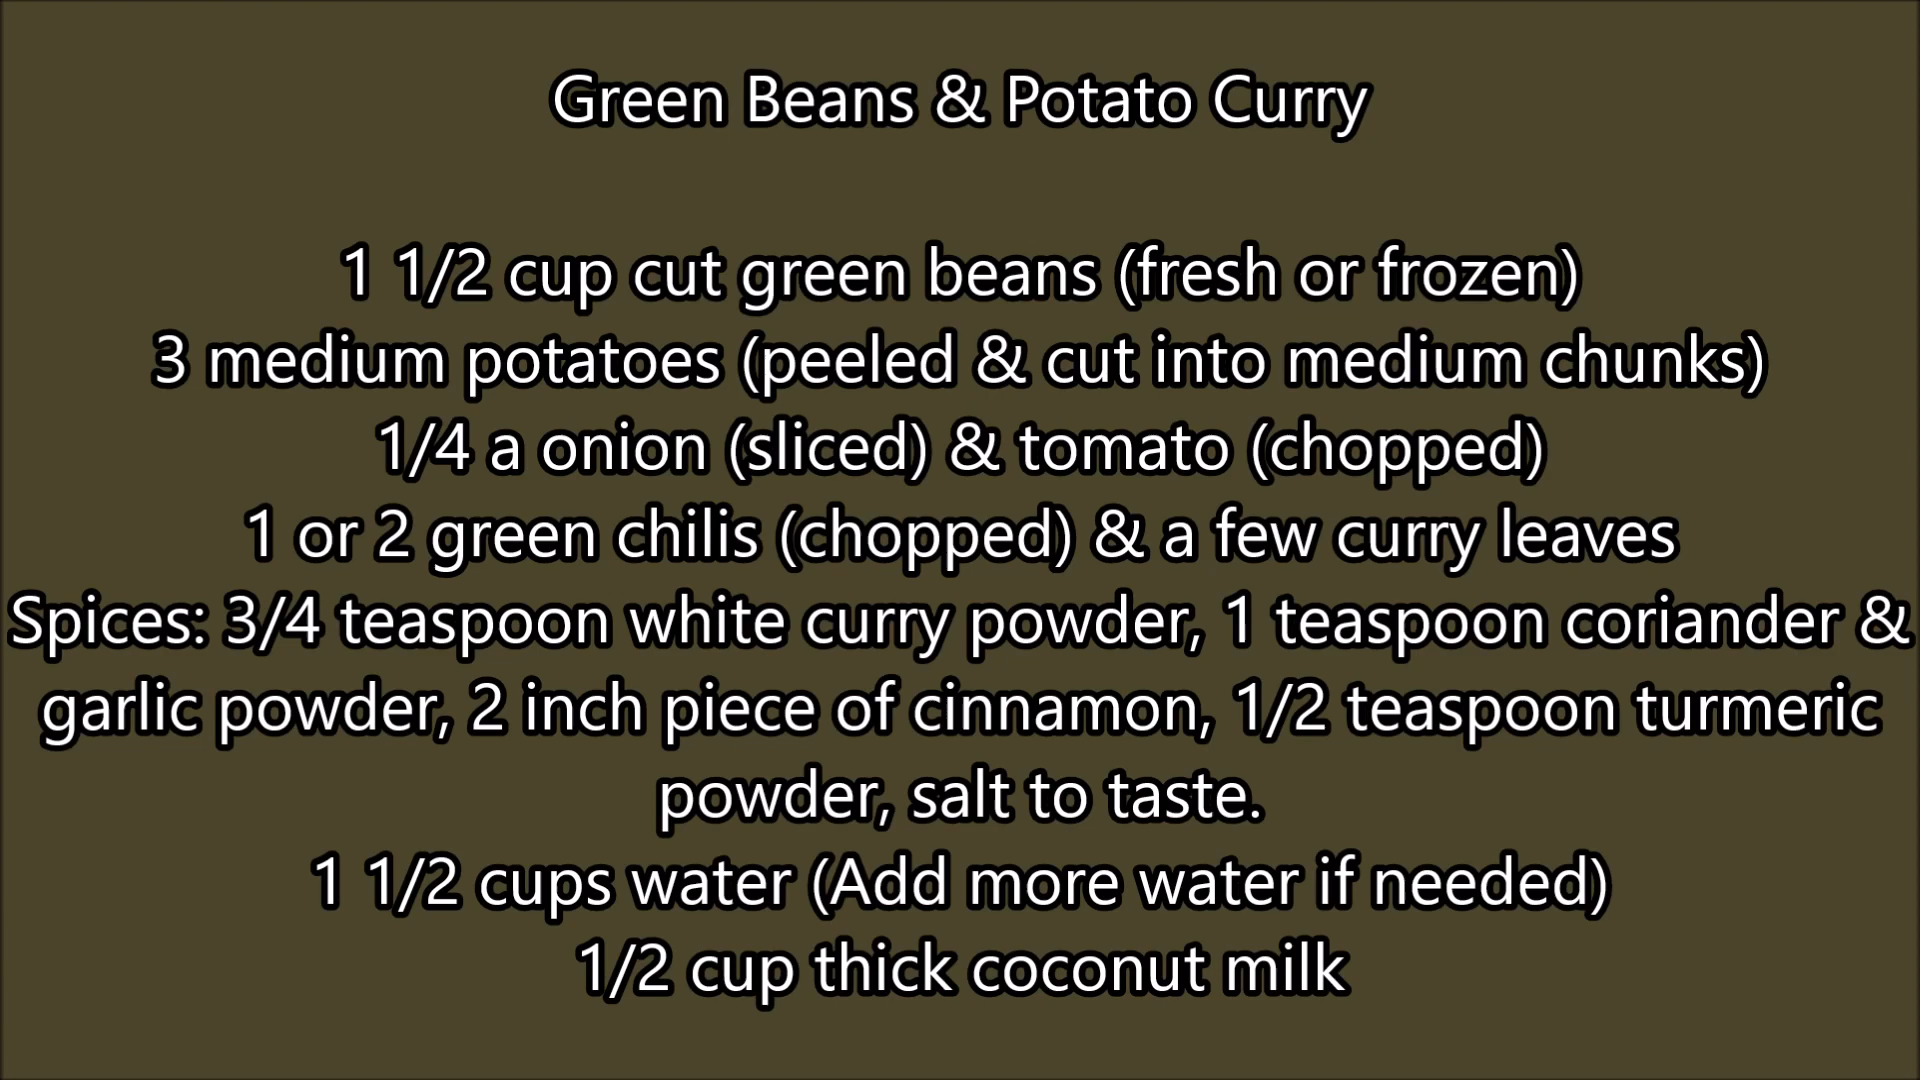 Green Beans & Potato Curry
1 1/2 cup cut green beans (fresh or frozen)
3 medium potatoes (peeled & cut into medium chunks)
1/4 a onion (sliced) & tomato (chopped)
1 or 2 green chilis (chopped) & a few curry leaves
Spices: 3/4 teaspoon white curry powder, 1 teaspoon coriander &
garlic powder, 2 inch piece of cinnamon, 1/2 teaspoon turmeric
powder, salt to taste.
1 1/2 cups water (Add more water if needed)
1/2 cup thick coconut milk